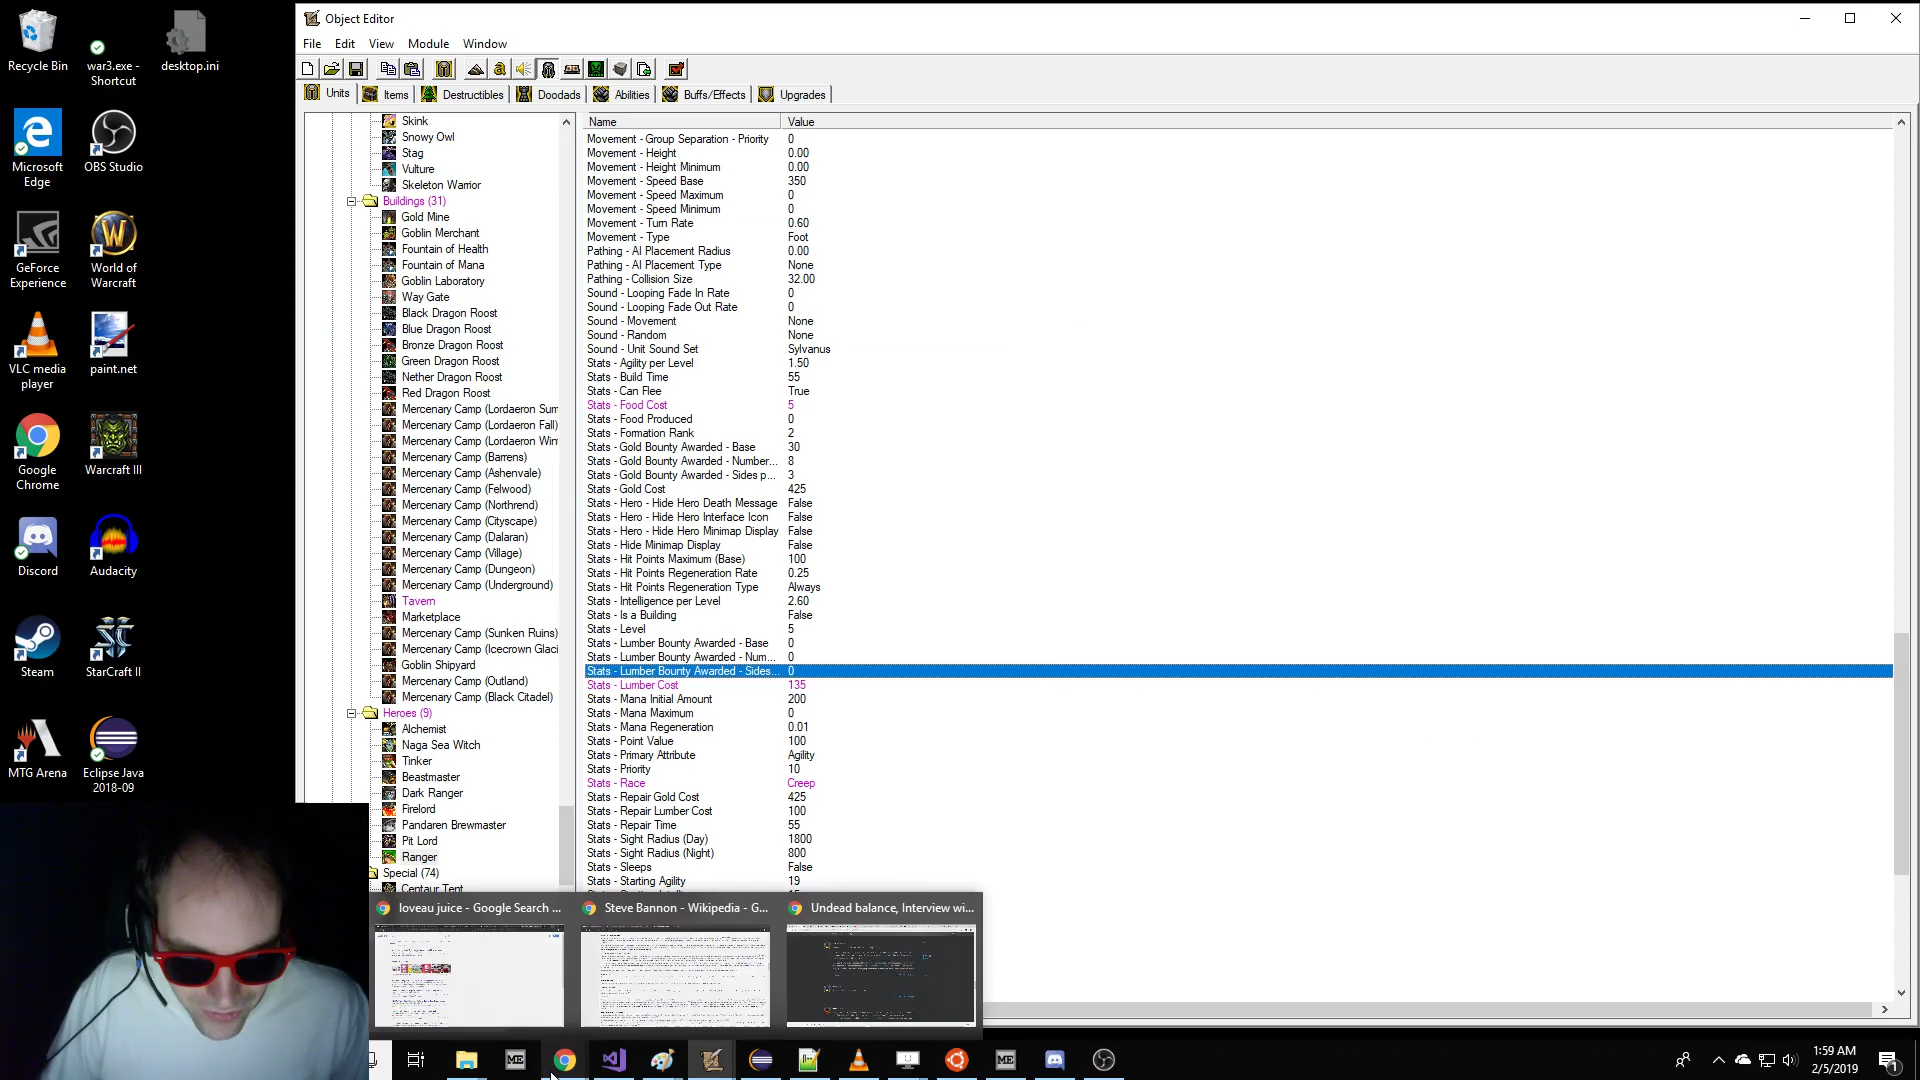 Recycle Bin
war3.exe -
Shortcut
desktop.ini
Microsoft
Edge
OBS Studio
GeForce
Experience
World of
Warcraft
VLC media
player
paint.net
Google
Chrome
Warcraft III
Discord
Audacity
Steam
StarCraft II
MTG Arena
Eclipse Java
2018-09
Object Editor
File Edit View Module Window
Units Items Destructibles Doodads Abilities Buffs/Effects Upgrades
Skink
Snowy Owl
Stag
Vulture
Skeleton Warrior
Buildings (31)
Gold Mine
Goblin Merchant
Fountain of Health
Fountain of Mana
Goblin Laboratory
Way Gate
Black Dragon Roost
Blue Dragon Roost
Bronze Dragon Roost
Green Dragon Roost
Nether Dragon Roost
Red Dragon Roost
Mercenary Camp (Lordaeron Sum
Mercenary Camp (Lordaeron Fall)
Mercenary Camp (Lordaeron Win
Mercenary Camp (Barrens)
Mercenary Camp (Ashenvale)
Mercenary Camp (Felwood)
Mercenary Camp (Northrend)
Mercenary Camp (Cityscape)
Mercenary Camp (Dalaran)
Mercenary Camp (Village)
Mercenary Camp (Dungeon)
Mercenary Camp (Underground)
Tavern
Marketplace
Mercenary Camp (Sunken Ruins)
Mercenary Camp (Icecrown Glaci
Goblin Shipyard
Mercenary Camp (Outland)
Mercenary Camp (Black Citadel)
Heroes (9)
Alchemist
Naga Sea Witch
Tinker
Beastmaster
Dark Ranger
Firelord
Pandaren Brewmaster
Pit Lord
Ranger
Special (74)
Centaur Tent
Name Value
Movement - Group Separation - Priority 0
Movement - Height 0.00
Movement - Height Minimum 0.00
Movement - Speed Base 350
Movement - Speed Maximum 0
Movement - Speed Minimum 0
Movement - Turn Rate 0.60
Movement - Type Foot
Pathing - AI Placement Radius 0.00
Pathing - AI Placement Type None
Pathing - Collision Size 32.00
Sound - Looping Fade In Rate 0
Sound - Looping Fade Out Rate 0
Sound - Movement None
Sound - Random None
Sound - Unit Sound Set Sylvanus
Stats - Agility per Level 1.50
Stats - Build Time 55
Stats - Can Flee True
Stats - Food Cost 5
Stats - Food Produced 0
Stats - Formation Rank 2
Stats - Gold Bounty Awarded - Base 30
Stats - Gold Bounty Awarded - Number... 8
Stats - Gold Bounty Awarded - Sides p... 3
Stats - Gold Cost 425
Stats - Hero - Hide Hero Death Message False
Stats - Hero - Hide Hero Interface Icon False
Stats - Hero - Hide Hero Minimap Display False
Stats - Hide Minimap Display False
Stats - Hit Points Maximum (Base) 100
Stats - Hit Points Regeneration Rate 0.25
Stats - Hit Points Regeneration Type Always
Stats - Intelligence per Level 2.60
Stats - Is a Building False
Stats - Level 5
Stats - Lumber Bounty Awarded - Base 0
Stats - Lumber Bounty Awarded - Num... 0
Stats - Lumber Bounty Awarded - Sides... 0
Stats - Lumber Cost 135
Stats - Mana Initial Amount 200
Stats - Mana Maximum 0
Stats - Mana Regeneration 0.01
Stats - Point Value 100
Stats - Primary Attribute Agility
Stats - Priority 10
Stats - Race Creep
Stats - Repair Gold Cost 425
Stats - Repair Lumber Cost 100
Stats - Repair Time 55
Stats - Sight Radius (Day) 1800
Stats - Sight Radius (Night) 800
Stats - Sleeps False
Stats - Starting Agility 19
loveau juice - Google Search ...
Steve Bannon - Wikipedia - G...
Undead balance, Interview wi...
ME
ME
1:59 AM
2/5/2019
1